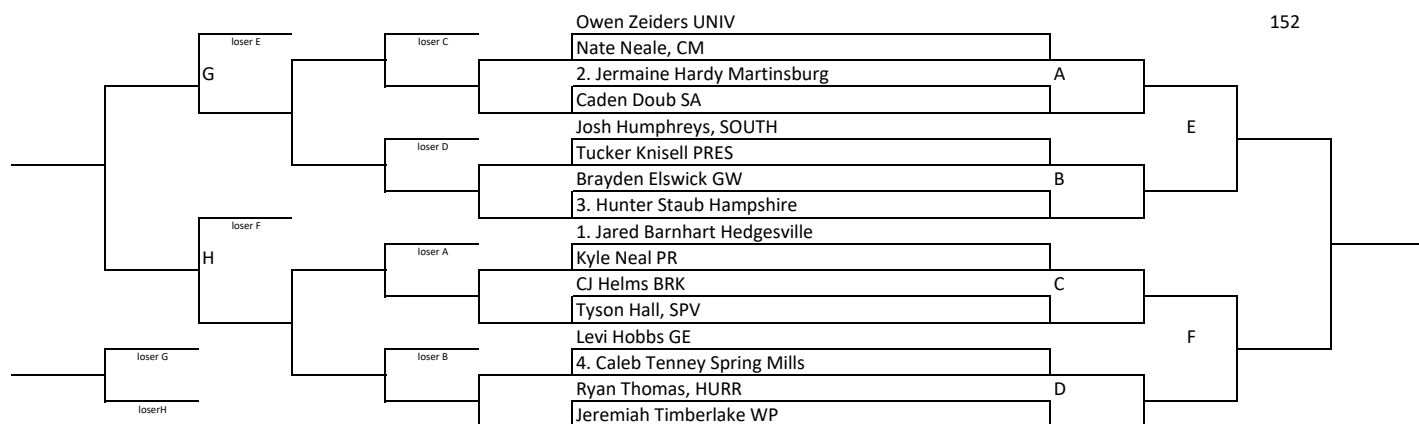 Owen Zeiders UNIV
152
loser E
loser C
Nate Neale, CM
G
2. Jermaine Hardy Martinsburg
A
Caden Doub SA
Josh Humphreys, SOUTH
E
loser D
Tucker Knisell PRES
Brayden Elswick GW
B
3. Hunter Staub Hampshire
loser F
1. Jared Barnhart Hedgesville
loser A
H
Kyle Neal PR
CJ Helms BRK
C
Tyson Hall, SPV
Levi Hobbs GE
F
loser G
loser B
4. Caleb Tenney Spring Mills
Ryan Thomas, HURR
D
loserH
Jeremiah Timberlake WP